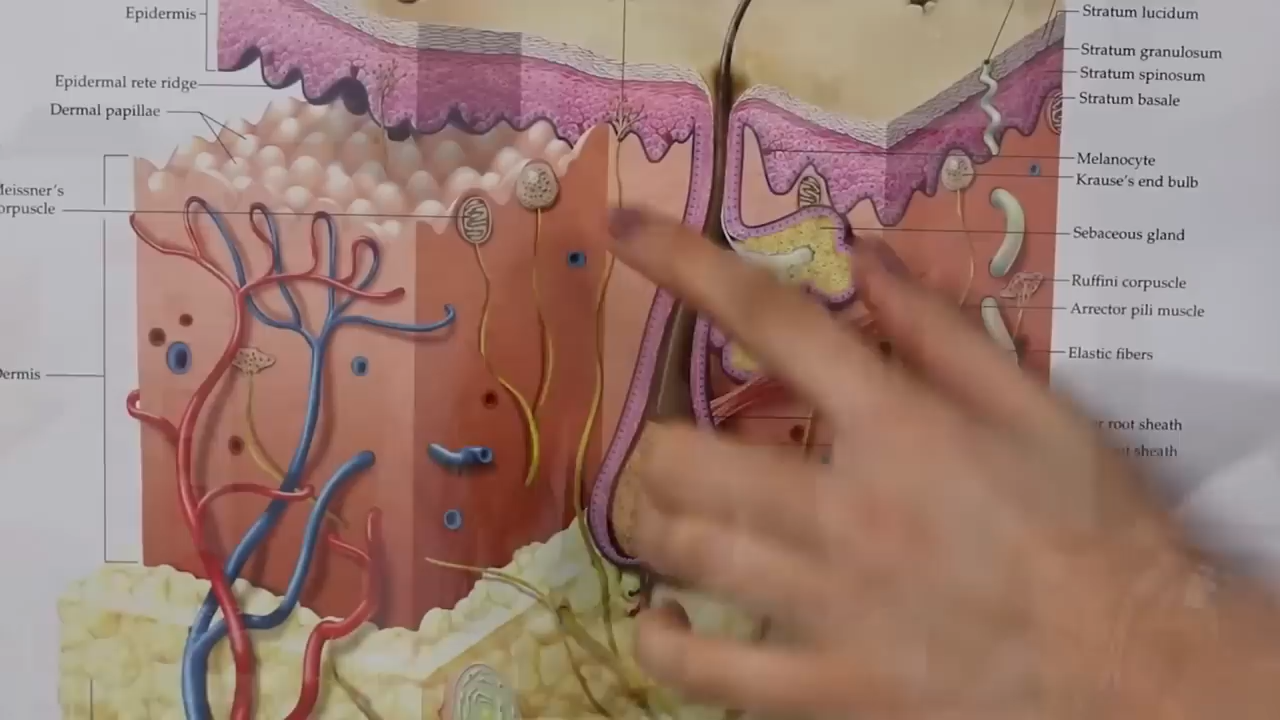 Epidermis
Epidermal rete ridge
Dermal papillae
Meissner's
corpuscle
Dermis
Stratum lucidum
Stratum granulosum
Stratum spinosum
Stratum basale
Melanocyte
Krause's end bulb
Sebaceous gland
Ruffini corpuscle
Arrector pili muscle
Elastic fibers
root sheath
sheath